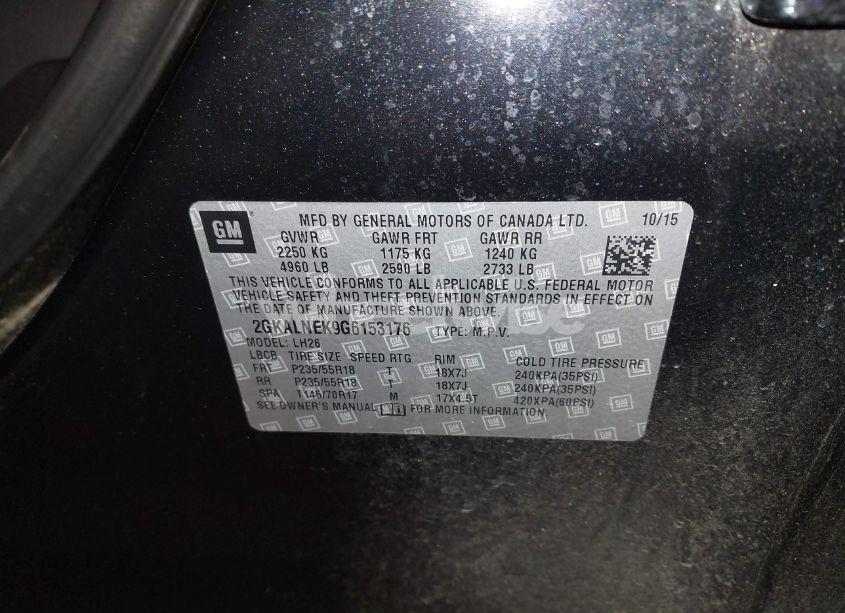 GM
MFD BY GENERAL MOTORS OF CANADA LTD. 10/15
GVWR GAWR FRT GAWR RR
2250 KG 1175 KG 1240 KG
4960 LB 2590 LB 2733 LB
THIS VEHICLE CONFORMS TO ALL APPLICABLE U.S. FEDERAL MOTOR
VEHICLE SAFETY AND THEFT PREVENTION STANDARDS IN EFFECT ON
THE DATE OF MANUFACTURE SHOWN ABOVE.
2GKALNEK9G6153176 TYPE: M.P.V.
MODEL: LH26
LBCB TIRE SIZE SPEED RTG RIM COLD TIRE PRESSURE
FRT P235/55R18 T 18X7J 240KPA(35PSI)
RR P235/55R18 T 18X7J 240KPA(35PSI)
SPA T145/70R17 M 17X4.5T 420KPA(60PSI)
SEE OWNER'S MANUAL FOR MORE INFORMATION.